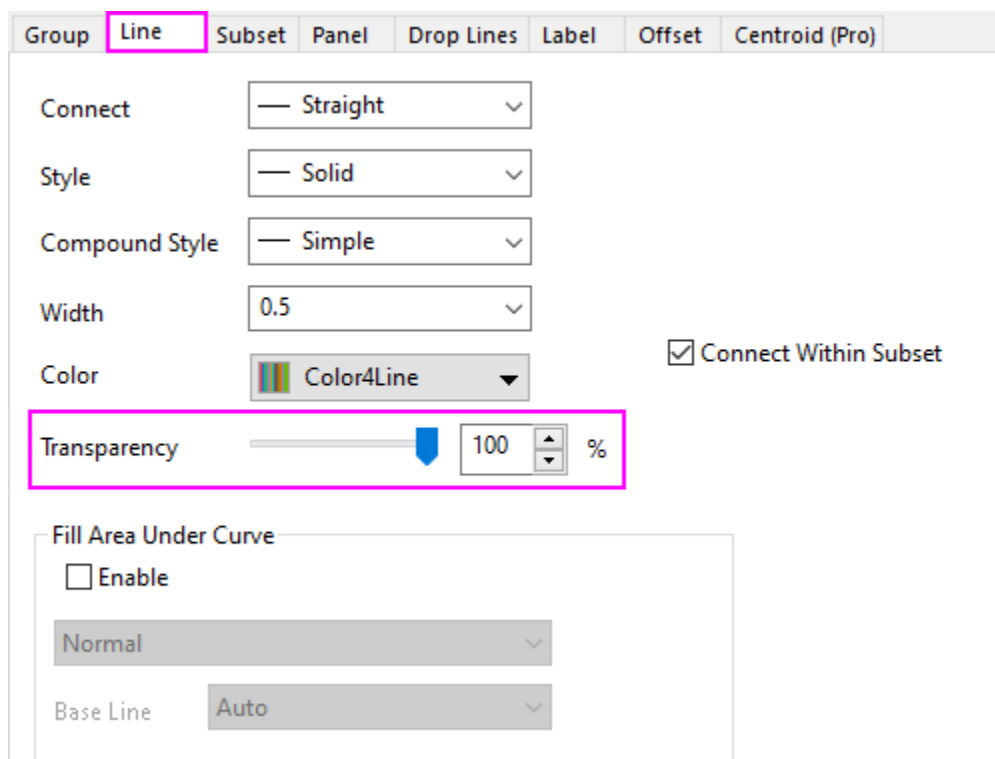 Group Line Subset Panel Drop Lines Label Offset Centroid (Pro)
Connect Straight
Style Solid
Compound Style Simple
Width 0.5
Connect Within Subset
Color Color4Line
Transparency 100 %
Fill Area Under Curve
Enable
Normal
Base Line Auto